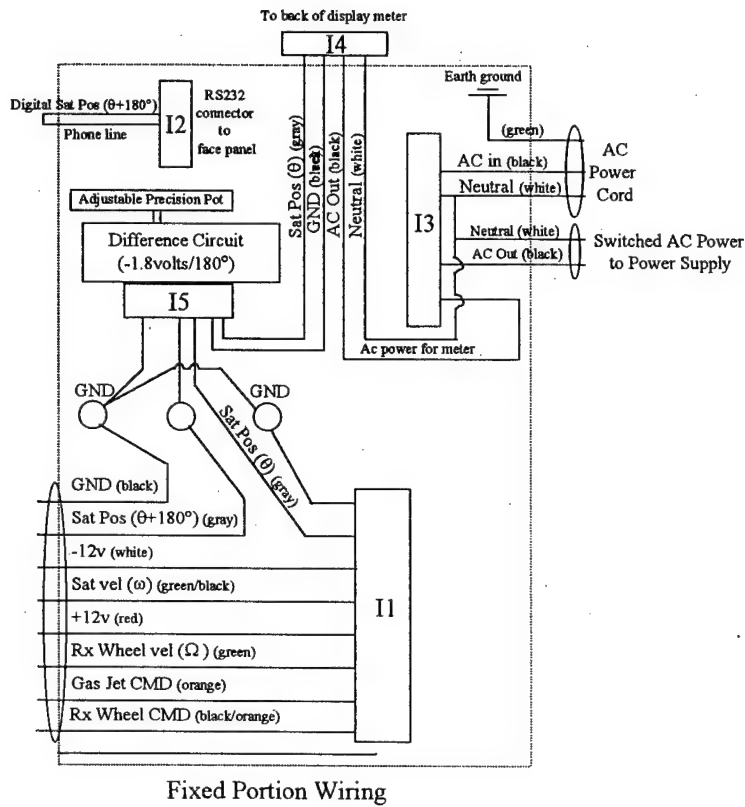 To back of display meter
I4
Earth ground
Digital Sat Pos (θ+180°)
Phone line
I2
RS232
connector
to
face panel
Sat Pos (θ) (gray)
GND (black)
AC Out (black)
Neutral (white)
(green)
AC in (black)
Neutral (white)
AC
Power
Cord
I3
Neutral (white)
AC Out (black)
Switched AC Power
to Power Supply
Adjustable Precision Pot
Difference Circuit
(-1.8volts/180°)
I5
Ac power for meter
GND
GND
Sat Pos (θ) (gray)
GND (black)
Sat Pos (θ+180°) (gray)
-12v (white)
Sat vel (ω) (green/black)
+12v (red)
Rx Wheel vel (Ω ) (green)
Gas Jet CMD (orange)
Rx Wheel CMD (black/orange)
I1
Fixed Portion Wiring